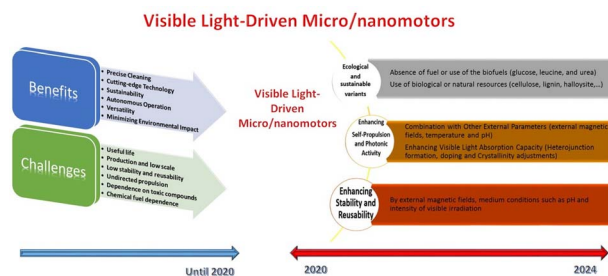 Visible Light-Driven Micro/nanomotors
Benefits
• Precise Cleaning
• Cutting-edge Technology
• Sustainability
• Autonomous Operation
• Versatility
• Minimizing Environmental Impact
Challenges
• Useful life
• Production and low scale
• Low stability and reusability
• Undirected propulsion
• Dependence on toxic compounds
• Chemical fuel dependence
Until 2020
Visible Light-
Driven
Micro/nanomotors
Ecological
and
sustainable
variants
Absence of fuel or use of the biofuels (glucose, leucine, and urea)
Use of biological or natural resources (cellulose, lignin, halloysite,...)
Enhancing
Self-Propulsion
and Photonic
Activity
Combination with Other External Parameters (external magnetic
fields, temperature and pH)
Enhancing Visible Light Absorption Capacity (Heterojunction
formation, doping and Crystallinity adjustments)
Enhancing
Stability and
Reusability
By external magnetic fields, medium conditions such as pH and
intensity of visible irradiation
2020
2024